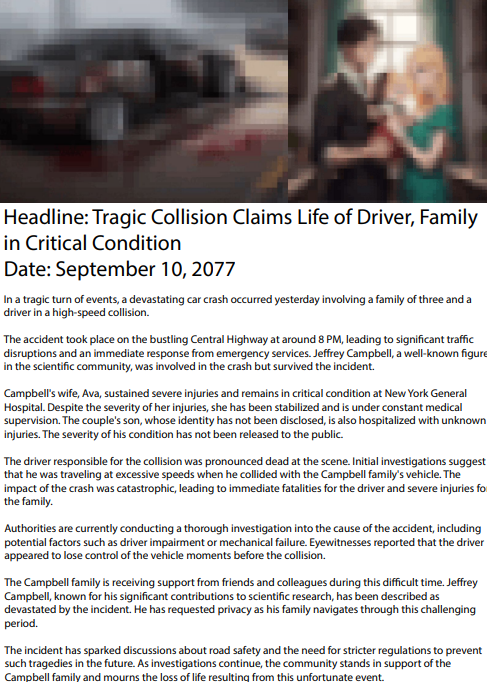 Headline: Tragic Collision Claims Life of Driver, Family
in Critical Condition
Date: September 10, 2077
In a tragic turn of events, a devastating car crash occurred yesterday involving a family of three and a
driver in a high-speed collision.
The accident took place on the bustling Central Highway at around 8 PM, leading to significant traffic
disruptions and an immediate response from emergency services. Jeffrey Campbell, a well-known figure
in the scientific community, was involved in the crash but survived the incident.
Campbell's wife, Ava, sustained severe injuries and remains in critical condition at New York General
Hospital. Despite the severity of her injuries, she has been stabilized and is under constant medical
supervision. The couple's son, whose identity has not been disclosed, is also hospitalized with unknown
injuries. The severity of his condition has not been released to the public.
The driver responsible for the collision was pronounced dead at the scene. Initial investigations suggest
that he was traveling at excessive speeds when he collided with the Campbell family's vehicle. The
impact of the crash was catastrophic, leading to immediate fatalities for the driver and severe injuries fo
the family.
Authorities are currently conducting a thorough investigation into the cause of the accident, including
potential factors such as driver impairment or mechanical failure. Eyewitnesses reported that the driver
appeared to lose control of the vehicle moments before the collision.
The Campbell family is receiving support from friends and colleagues during this difficult time. Jeffrey
Campbell, known for his significant contributions to scientific research, has been described as
devastated by the incident. He has requested privacy as his family navigates through this challenging
period.
The incident has sparked discussions about road safety and the need for stricter regulations to prevent
such tragedies in the future. As investigations continue, the community stands in support of the
Campbell family and mourns the loss of life resulting from this unfortunate event.